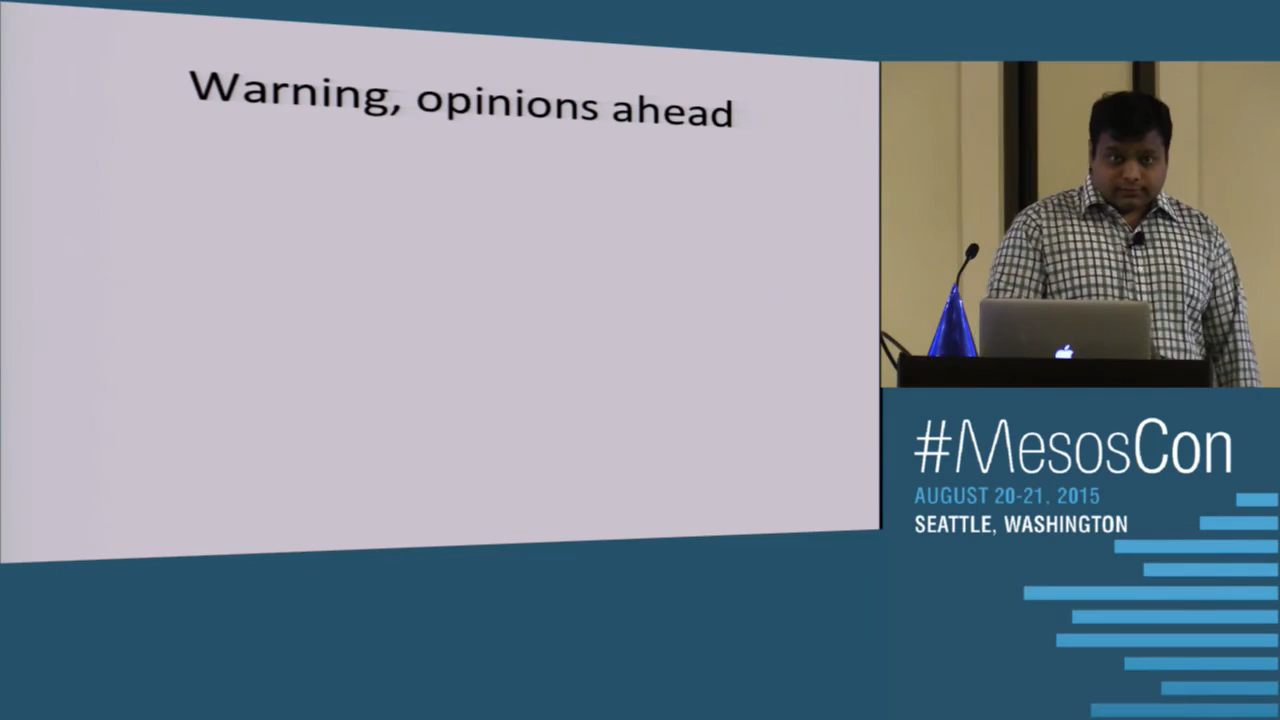 Warning, opinions ahead
#MesosCon
AUGUST 20-21, 2015
SEATTLE, WASHINGTON